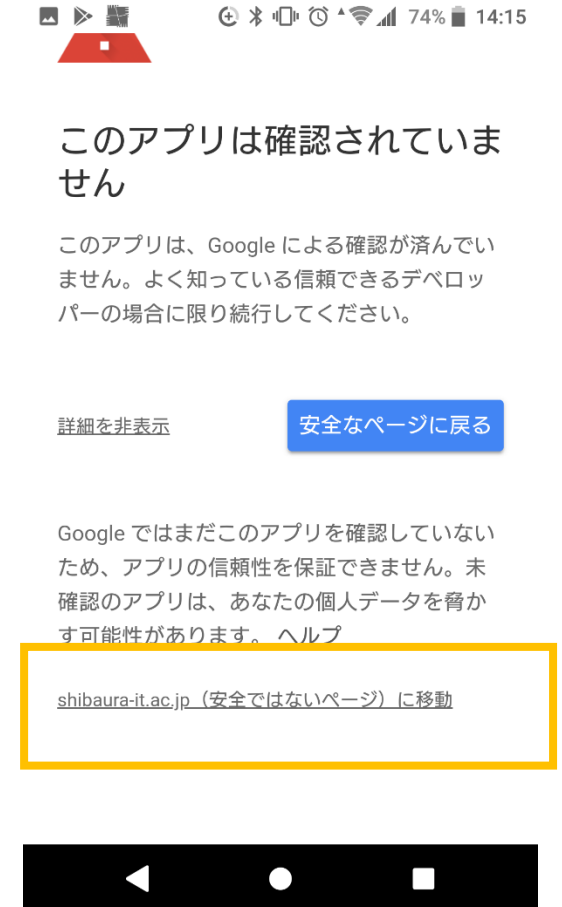 74% 14:15
このアプリは確認されていま
せん
このアプリは、Google による確認が済んでい
ません。よく知っている信頼できるデベロッ
パーの場合に限り続行してください。
詳細を非表示 安全なページに戻る
Google ではまだこのアプリを確認していない
ため、アプリの信頼性を保証できません。未
確認のアプリは、あなたの個人データを脅か
す可能性があります。 ヘルプ
shibaura-it.ac.jp（安全ではないページ）に移動